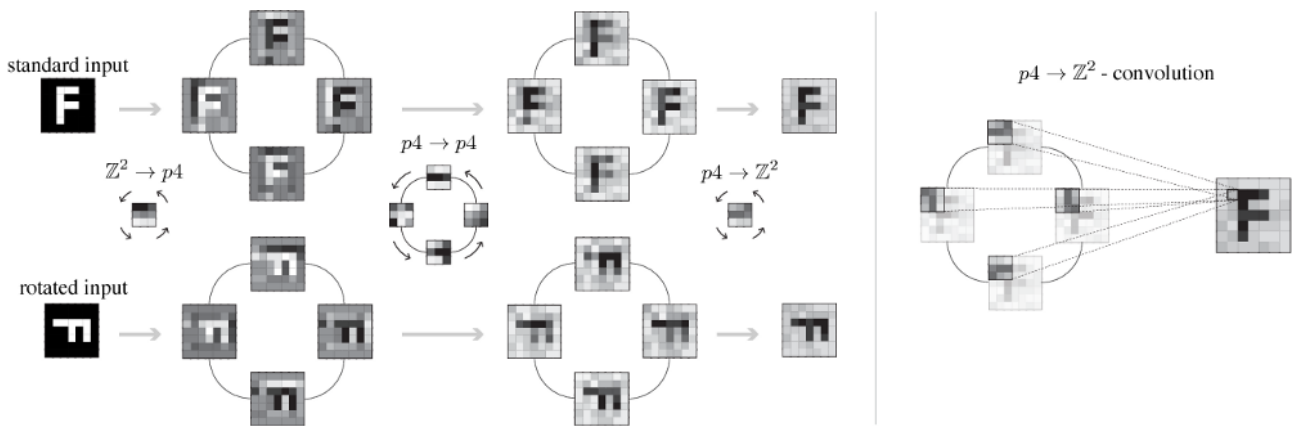 standard input
F
ℤ² → p4
p4 → p4
p4 → ℤ²
rotated input
p4 → ℤ² - convolution